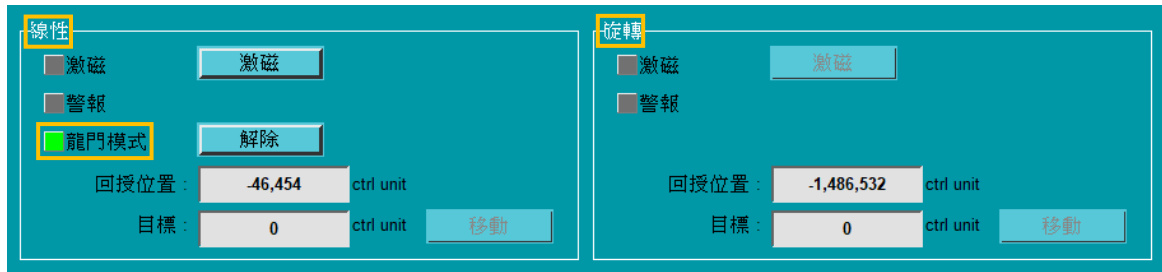 線性
激磁 激磁
警報
龍門模式 解除
回授位置： -46,454 ctrl unit
目標： 0 ctrl unit 移動
旋轉
激磁 激磁
警報
回授位置： -1,486,532 ctrl unit
目標： 0 ctrl unit 移動